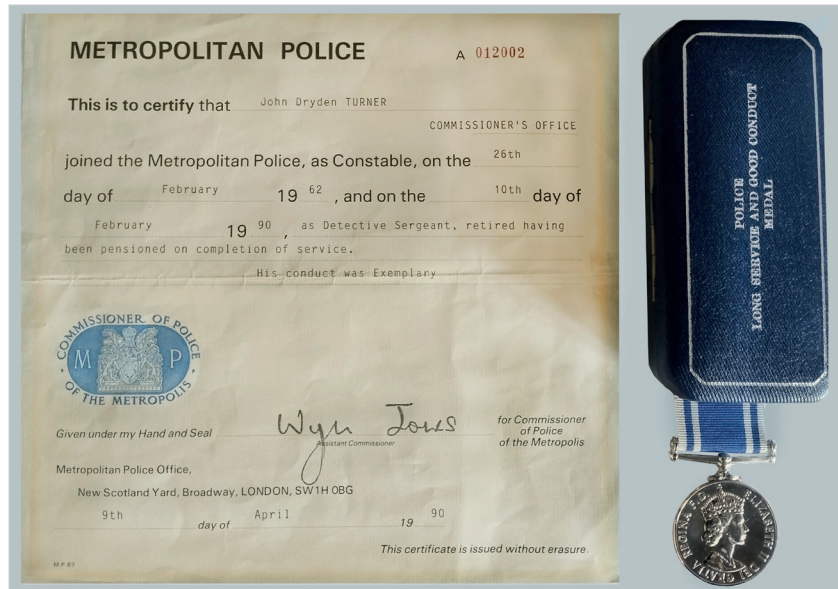 METROPOLITAN POLICE
A 012002
This is to certify that John Dryden TURNER
COMMISSIONER'S OFFICE
joined the Metropolitan Police, as Constable, on the 26th
day of February 19 62 , and on the 10th day of
February 19 90 , as Detective Sergeant, retired having
been pensioned on completion of service.
His conduct was Exemplary
COMMISSIONER OF POLICE
M P
OF THE METROPOLIS
Given under my Hand and Seal Wyn Jones for Commissioner
Assistant Commissioner of Police
of the Metropolis
Metropolitan Police Office,
New Scotland Yard, Broadway, LONDON, SW1H 0BG
9th day of April 19 90
This certificate is issued without erasure.
POLICE
LONG SERVICE AND GOOD CONDUCT
MEDAL
ELIZABETH II DEI GRATIA REGINA F.D.